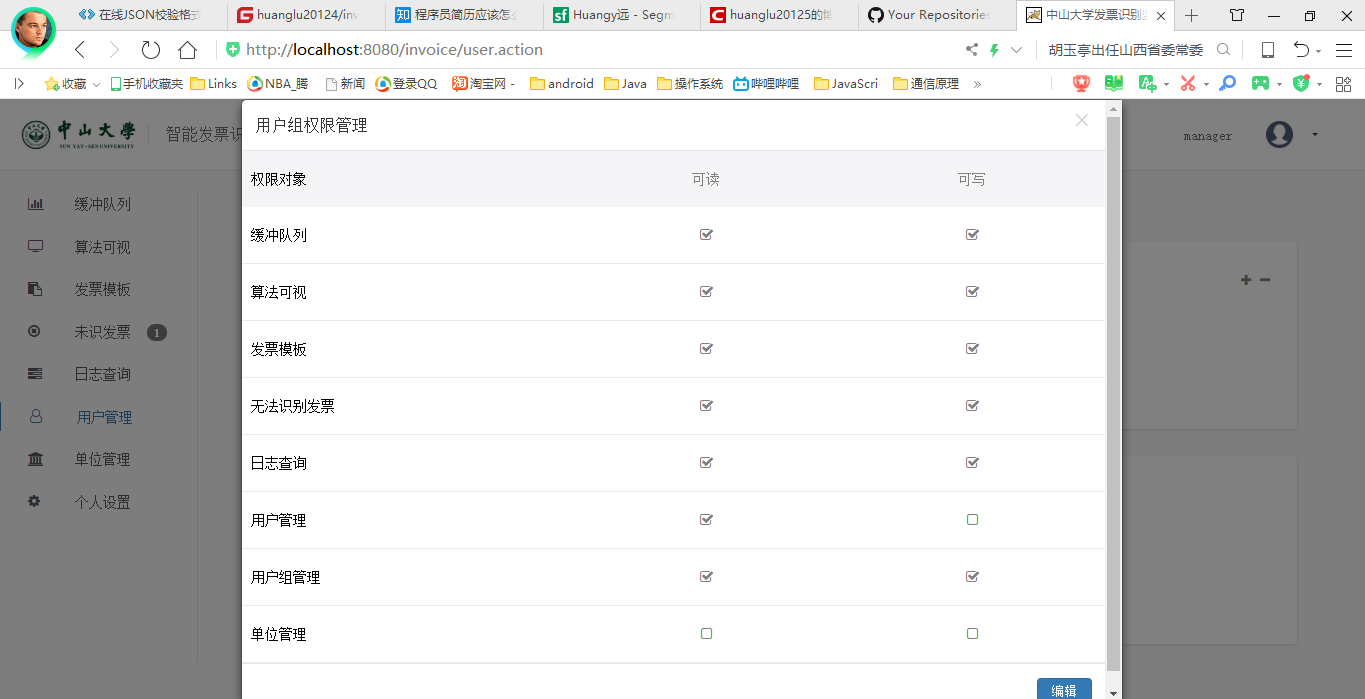 在线JSON校验格式
huanglu20124/inv
程序员简历应该怎么
Huangy远 - Segm
huanglu20125的博
Your Repositories
中山大学发票识别监
http://localhost:8080/invoice/user.action
胡玉亭出任山西省委常委
收藏
手机收藏夹
Links
NBA_腾
新闻
登录QQ
淘宝网 -
android
Java
操作系统
哔哩哔哩
JavaScri
通信原理
»
中山大學
SUN YAT-SEN UNIVERSITY
智能发票识
manager
用户组权限管理
权限对象 可读 可写
缓冲队列
算法可视
发票模板
无法识别发票
日志查询
用户管理
用户组管理
单位管理
编辑
缓冲队列
算法可视
发票模板
未识发票 1
日志查询
用户管理
单位管理
个人设置